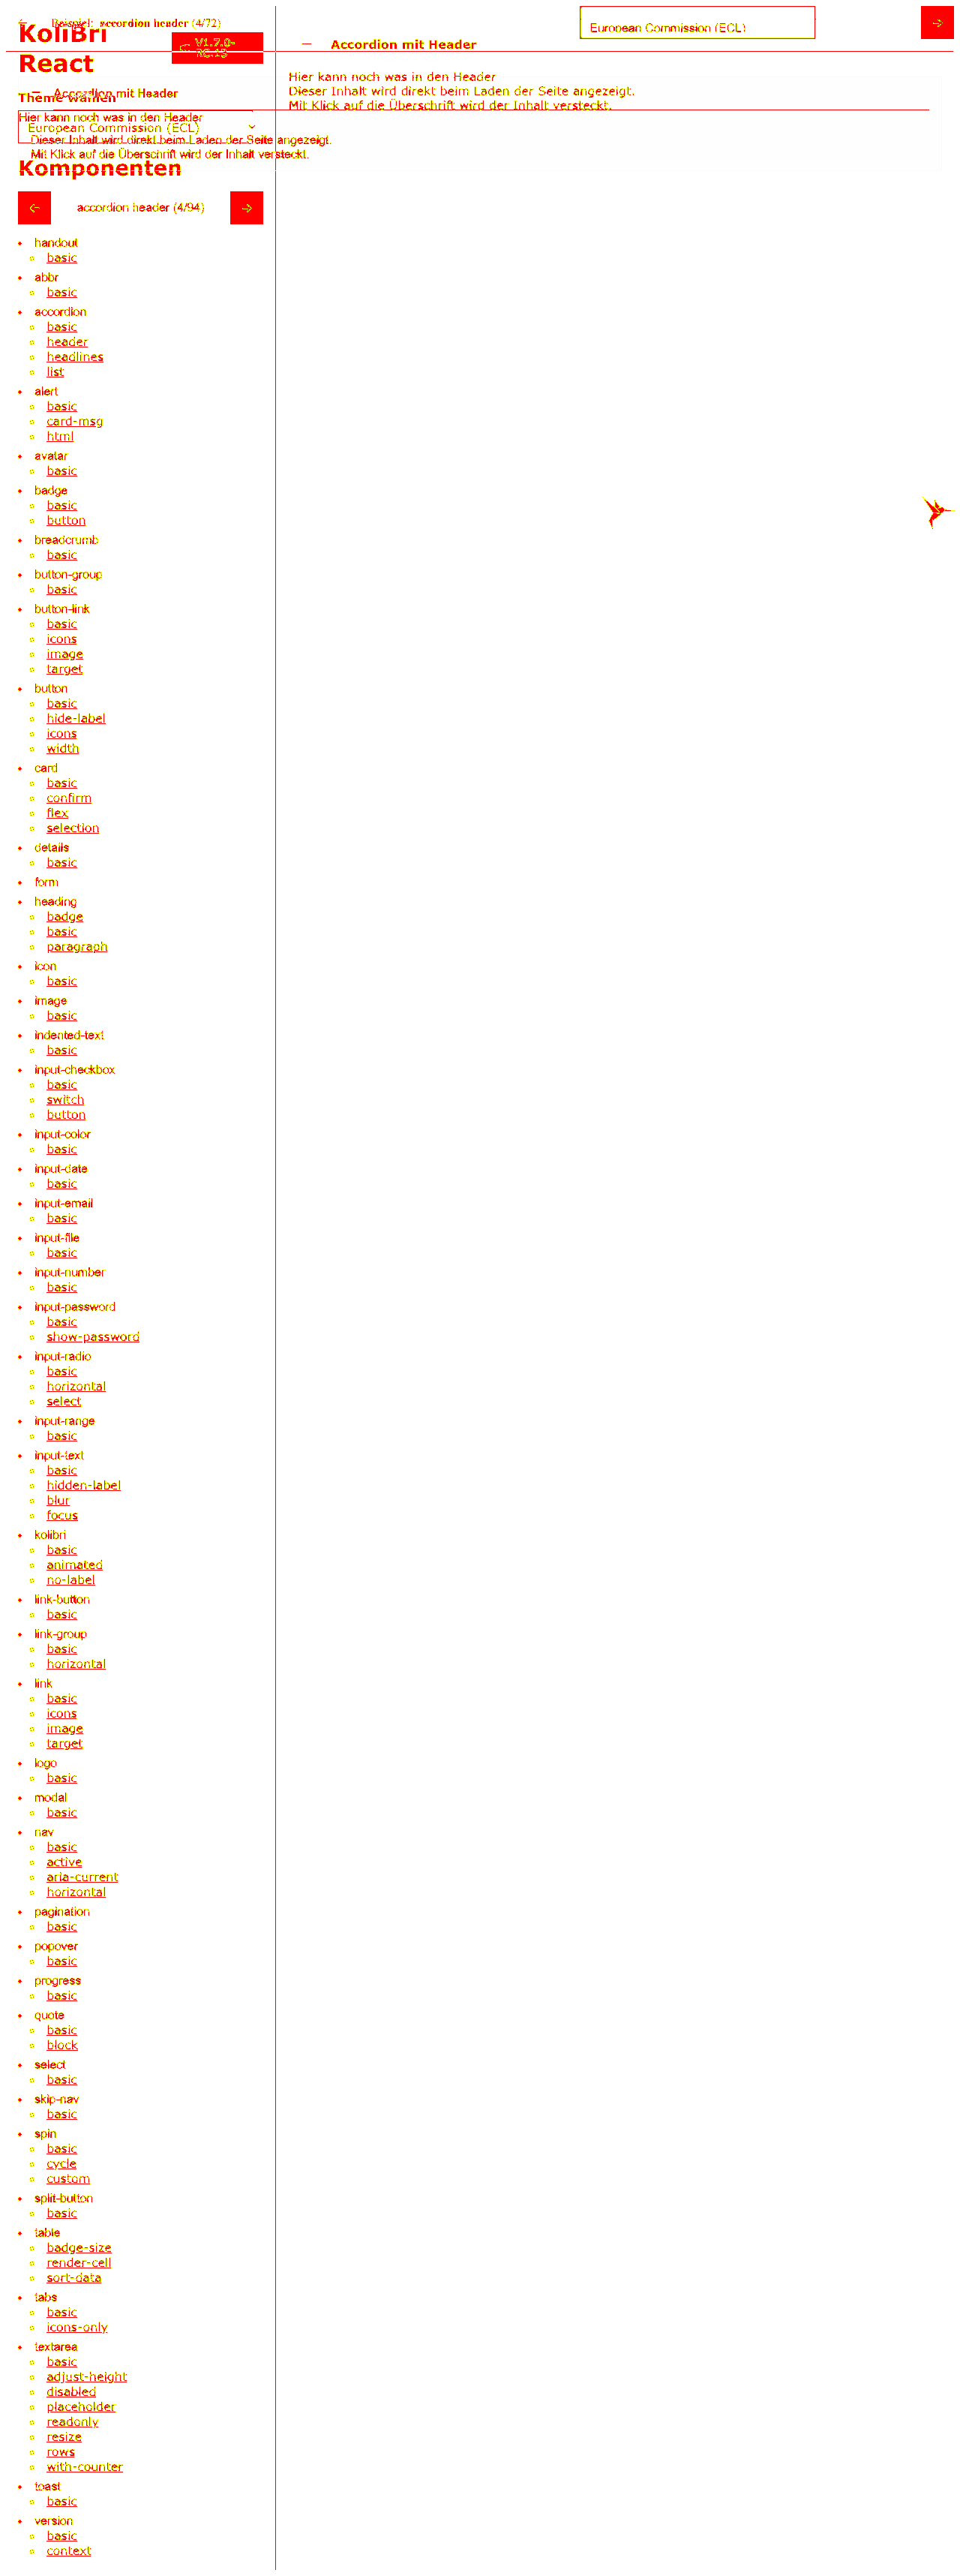 Beispiel: accordion header (4/72)
European Commission (ECL)
KoliBri
React
V1.7.0-
RC.10
Accordion mit Header
Hier kann noch was in den Header
Dieser Inhalt wird direkt beim Laden der Seite angezeigt.
Mit Klick auf die Überschrift wird der Inhalt versteckt.
Accordion mit Header
Theme wählen
Hier kann noch was in den Header
European Commission (ECL)
Dieser Inhalt wird direkt beim Laden der Seite angezeigt.
Mit Klick auf die Überschrift wird der Inhalt versteckt.
Komponenten
accordion header (4/94)
handout
basic
abbr
basic
accordion
basic
header
headlines
list
alert
basic
card-msg
html
avatar
basic
badge
basic
button
breadcrumb
basic
button-group
basic
button-link
basic
icons
image
target
button
basic
hide-label
icons
width
card
basic
confirm
flex
selection
details
basic
form
heading
badge
basic
paragraph
icon
basic
image
basic
indented-text
basic
input-checkbox
basic
switch
button
input-color
basic
input-date
basic
input-email
basic
input-file
basic
input-number
basic
input-password
basic
show-password
input-radio
basic
horizontal
select
input-range
basic
input-text
basic
hidden-label
blur
focus
kolibri
basic
animated
no-label
link-button
basic
link-group
basic
horizontal
link
basic
icons
image
target
logo
basic
modal
basic
nav
basic
active
aria-current
horizontal
pagination
basic
popover
basic
progress
basic
quote
basic
block
select
basic
skip-nav
basic
spin
basic
cycle
custom
split-button
basic
table
badge-size
render-cell
sort-data
tabs
basic
icons-only
textarea
basic
adjust-height
disabled
placeholder
readonly
resize
rows
with-counter
toast
basic
version
basic
context